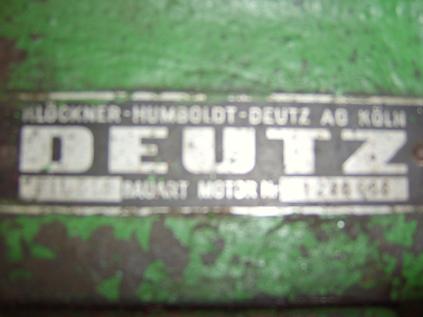 KLÖCKNER-HUMBOLDT-DEUTZ AG KÖLN
DEUTZ
BAUART MOTOR Nr